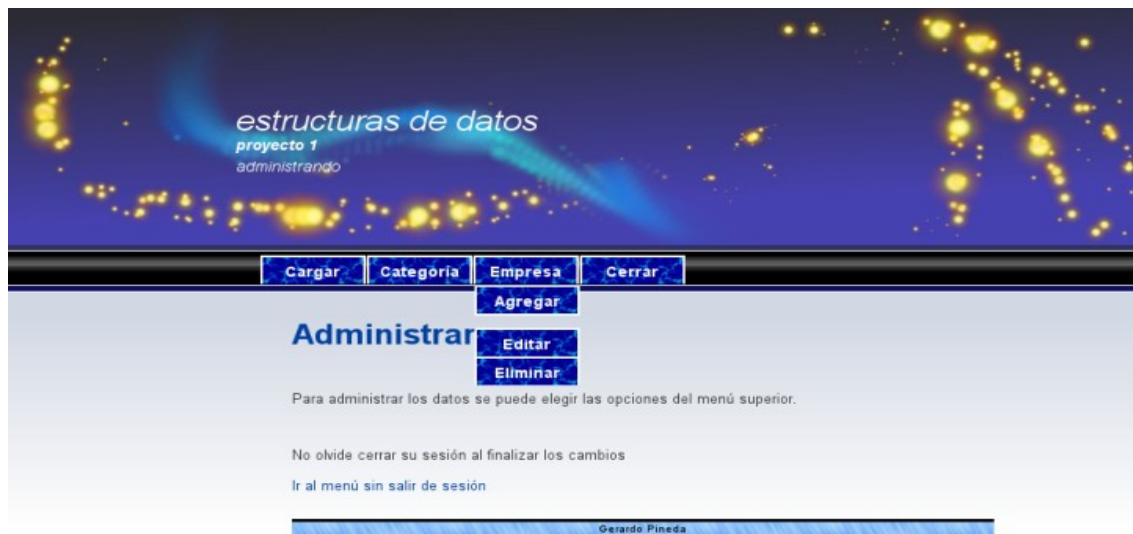 estructuras de datos
proyecto 1
administrando
Cargar Categoría Empresa Cerrar
Agregar
Administrar
Editar
Eliminar
Para administrar los datos se puede elegir las opciones del menú superior.
No olvide cerrar su sesión al finalizar los cambios
Ir al menú sin salir de sesión
Gerardo Pineda